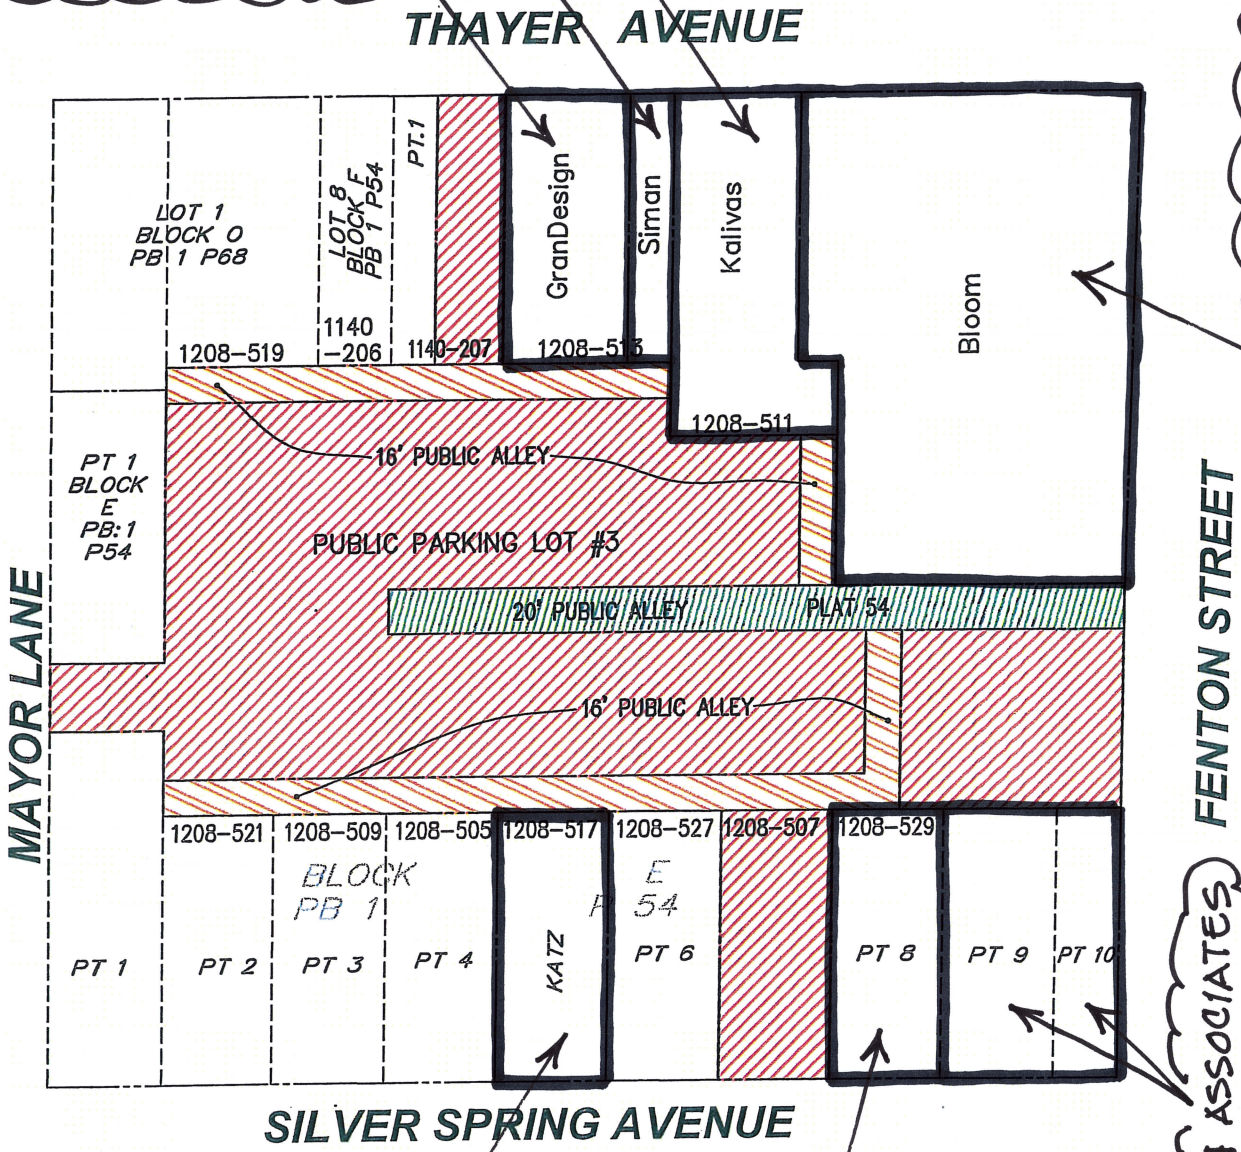 THAYER AVENUE
LOT 1
BLOCK O
PB 1 P68
LOT 8
BLOCK F
PB 1 P54
PT.1
GranDesign
Siman
Kalivas
Bloom
1208-519
1140
-206
1140-207
1208-513
1208-511
16' PUBLIC ALLEY
PT 1
BLOCK
E
PB:1
P54
PUBLIC PARKING LOT #3
20' PUBLIC ALLEY PLAT 54
MAYOR LANE
FENTON STREET
16' PUBLIC ALLEY
1208-521
1208-509
1208-505
1208-517
1208-527
1208-507
1208-529
BLOCK E
PB 1 P 54
PT 1
PT 2
PT 3
PT 4
KATZ
PT 6
PT 8
PT 9
PT 10
ASSOCIATES
SILVER SPRING AVENUE